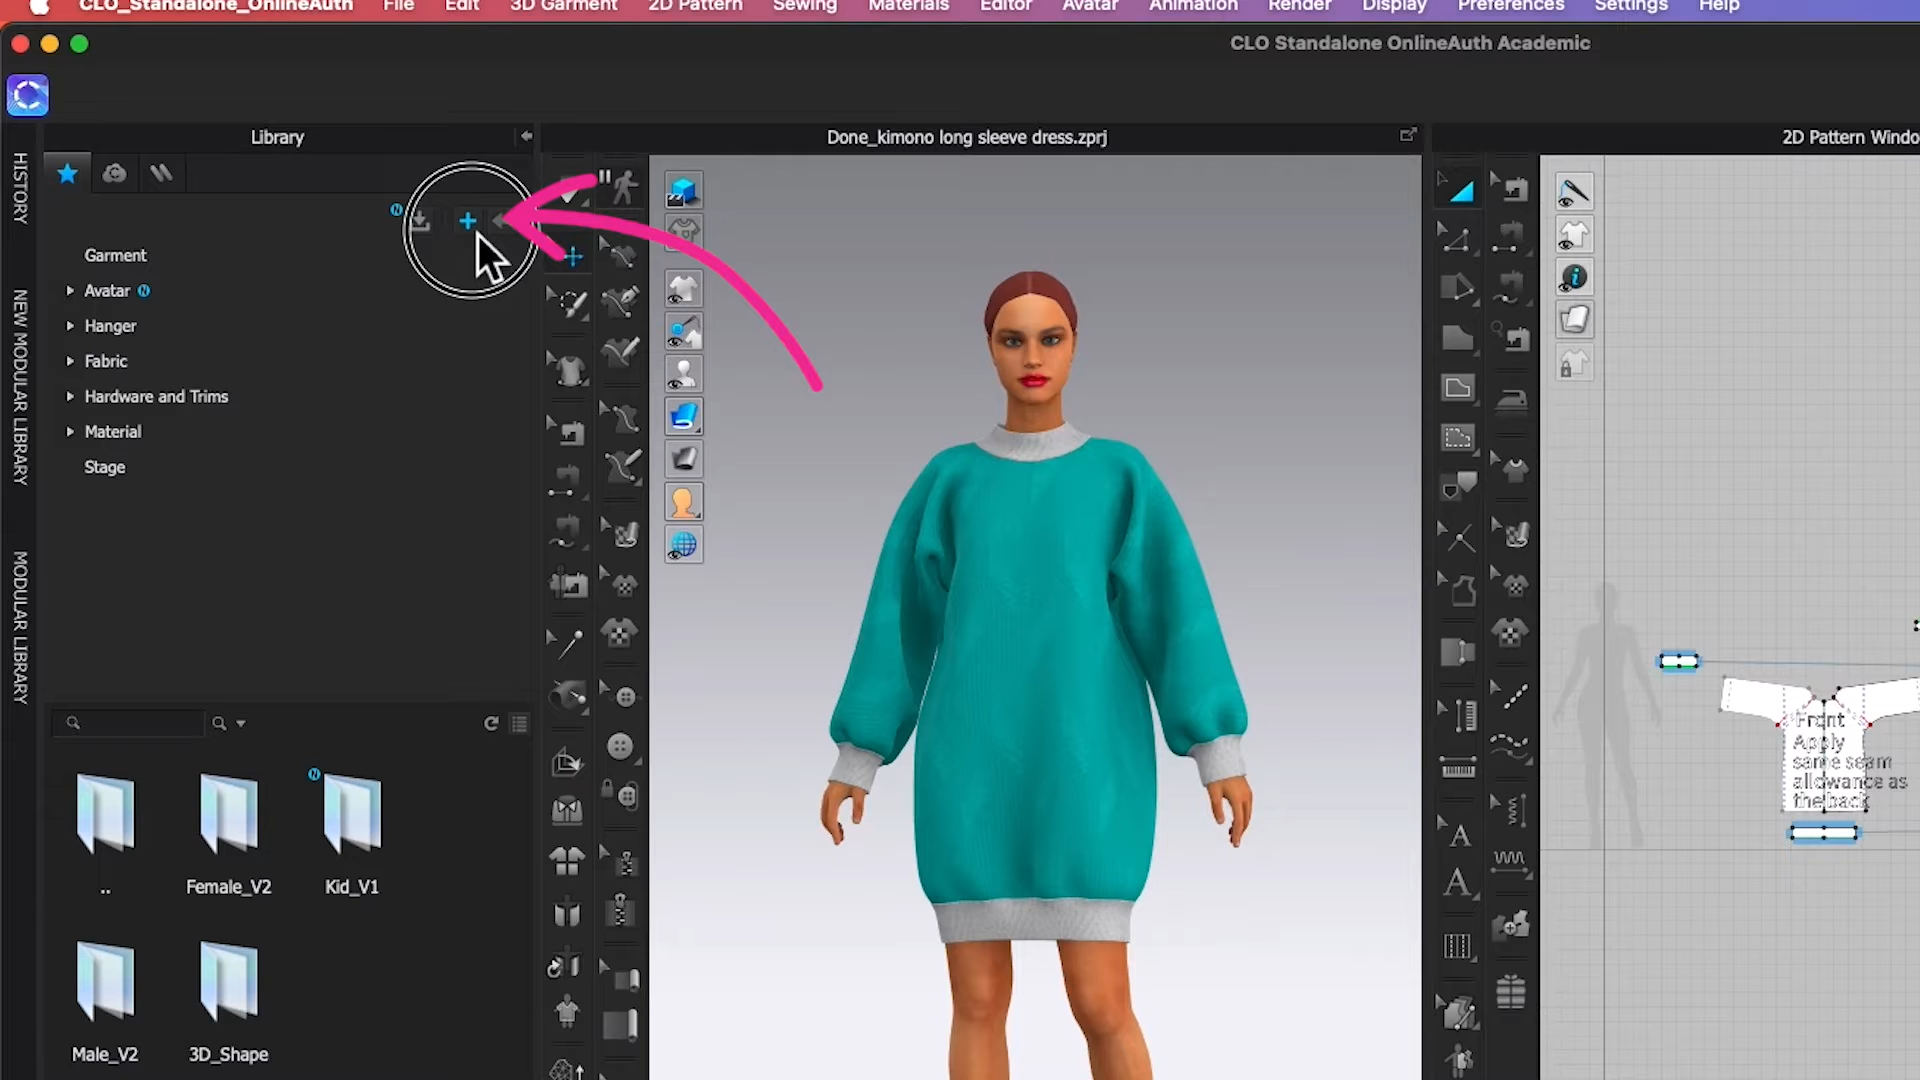 CLO_Standalone_OnlineAuth File Edit 3D Garment 2D Pattern Sewing Materials Editor Avatar Animation Render Display Preferences Settings Help
CLO Standalone OnlineAuth Academic
Library
Done_kimono long sleeve dress.zprj
2D Pattern Windo
HISTORY
NEW MODULAR LIBRARY
MODULAR LIBRARY
N
Garment
Avatar N
Hanger
Fabric
Hardware and Trims
Material
Stage
..
Female_V2
N
Kid_V1
Male_V2
3D_Shape
A
A
Front
Apply
same seam
allowance as
the back